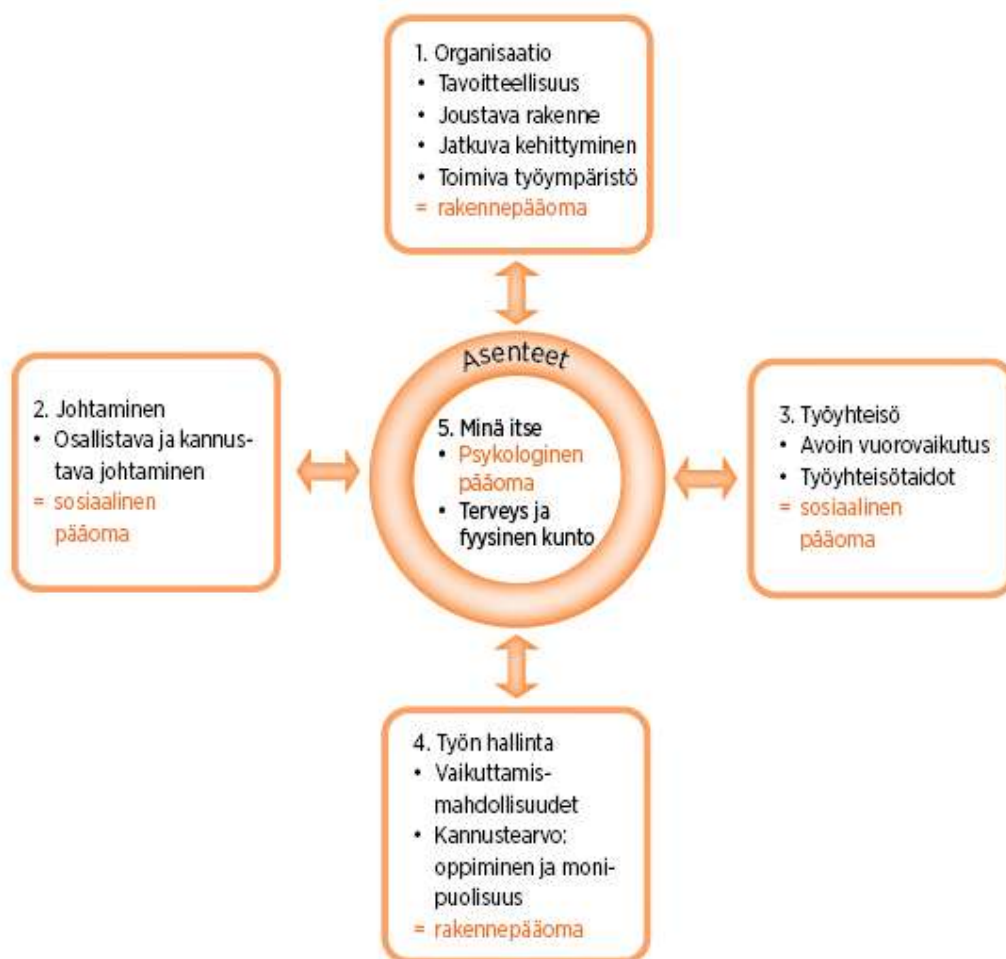 1. Organisaatio
• Tavoitteellisuus
• Joustava rakenne
• Jatkuva kehittyminen
• Toimiva työympäristö
= rakennepääoma
Asenteet
2. Johtaminen
• Osallistava ja kannus-
tava johtaminen
= sosiaalinen
pääoma
5. Minä itse
• Psykologinen
pääoma
• Terveys ja
fyysinen kunto
3. Työyhteisö
• Avoin vuorovaikutus
• Työyhteisötaidot
= sosiaalinen
pääoma
4. Työn hallinta
• Vaikuttamis-
mahdollisuudet
• Kannustearvo:
oppiminen ja moni-
puolisuus
= rakennepääoma